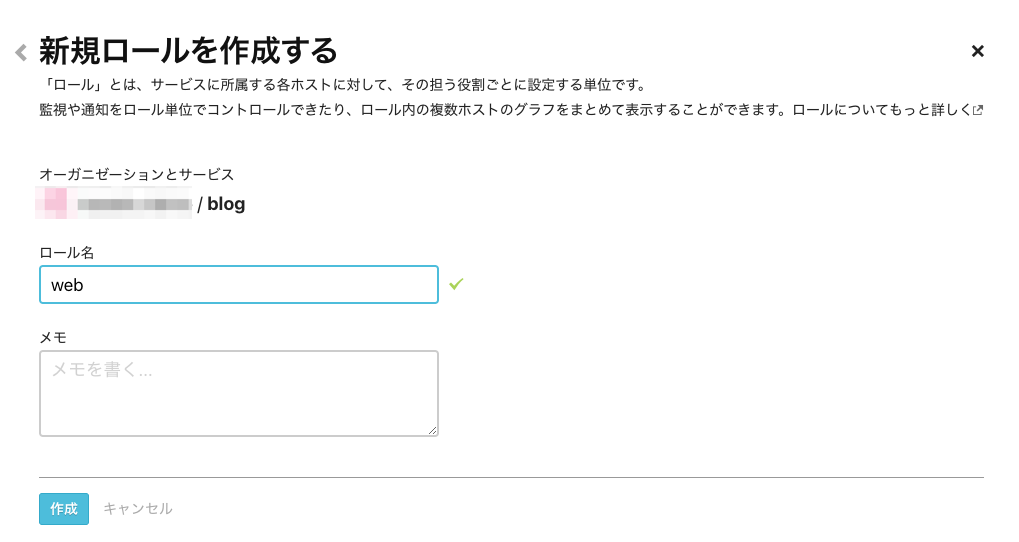 新規ロールを作成する
「ロール」とは、サービスに所属する各ホストに対して、その担う役割ごとに設定する単位です。
監視や通知をロール単位でコントロールできたり、ロール内の複数ホストのグラフをまとめて表示することができます。ロールについてもっと詳しく
オーガニゼーションとサービス
/ blog
ロール名
web
メモ
メモを書く...
作成 キャンセル